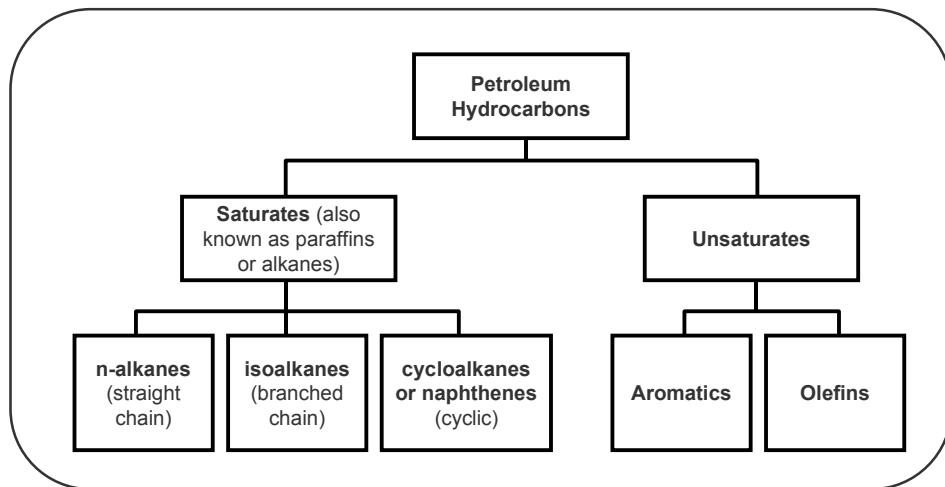 Petroleum
Hydrocarbons
Saturates (also
known as paraffins
or alkanes)
Unsaturates
n-alkanes
(straight
chain)
isoalkanes
(branched
chain)
cycloalkanes
or naphthenes
(cyclic)
Aromatics
Olefins